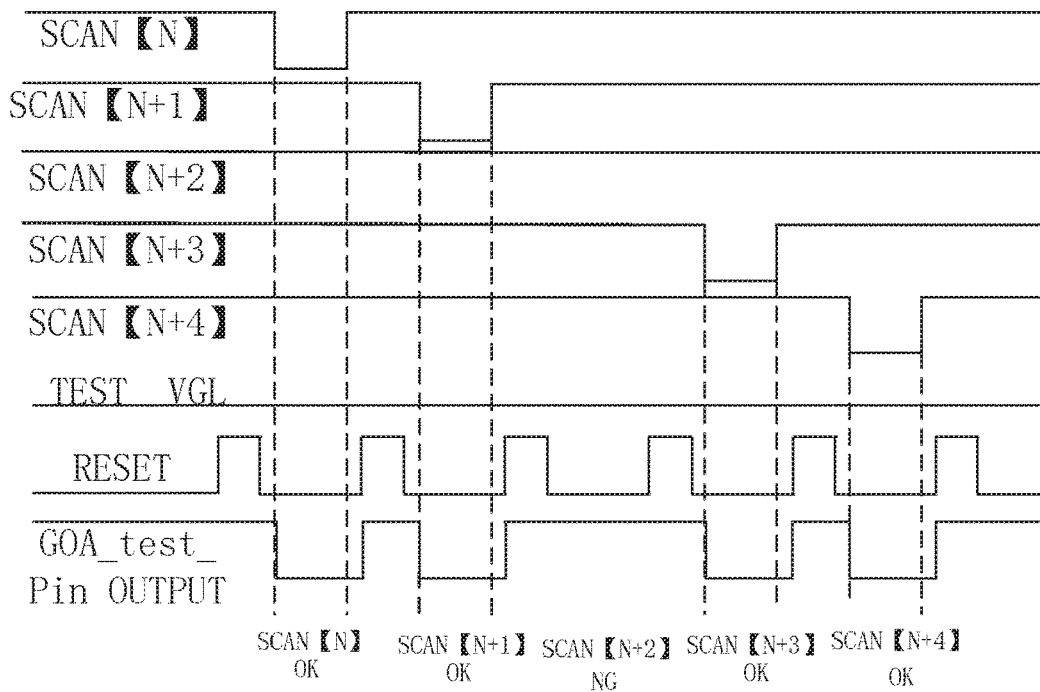 SCAN【N】
SCAN【N+1】
SCAN【N+2】
SCAN【N+3】
SCAN【N+4】
TEST VGL
RESET
GOA_test_
Pin OUTPUT
SCAN【N】
OK
SCAN【N+1】
OK
SCAN【N+2】
NG
SCAN【N+3】
OK
SCAN【N+4】
OK